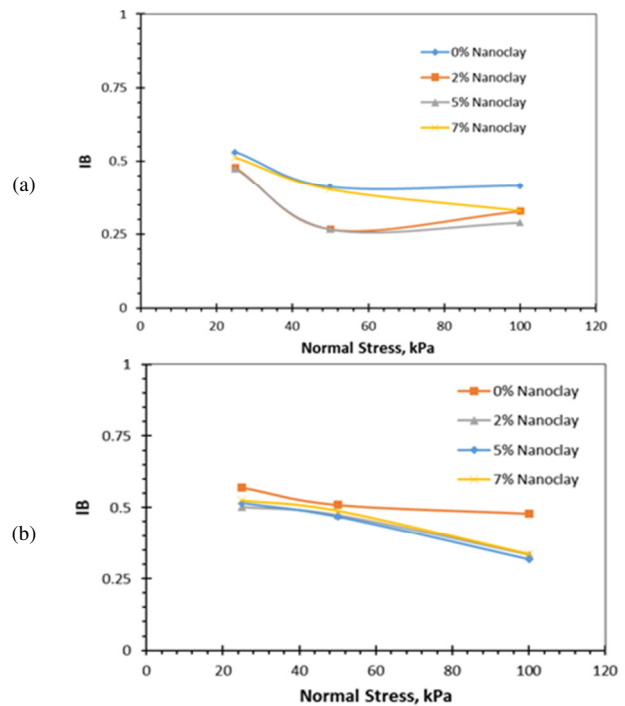 (a)
IB
1
0.75
0.5
0.25
0
0 20 40 60 80 100 120
Normal Stress, kPa
0% Nanoclay
2% Nanoclay
5% Nanoclay
7% Nanoclay
(b)
IB
1
0.75
0.5
0.25
0
0 20 40 60 80 100 120
Normal Stress, kPa
0% Nanoclay
2% Nanoclay
5% Nanoclay
7% Nanoclay